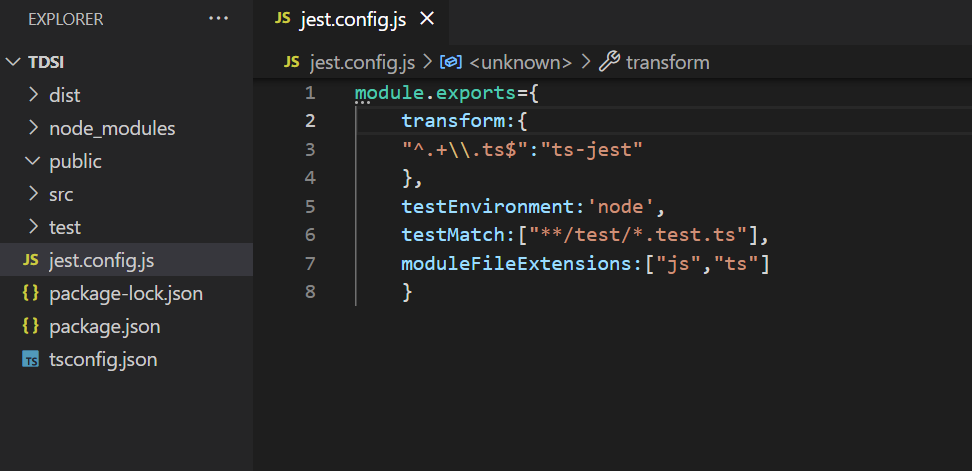 EXPLORER ···
TDSI
dist
node_modules
public
src
test
JS jest.config.js
{} package-lock.json
{} package.json
TS tsconfig.json
JS jest.config.js ×
JS jest.config.js > <unknown> > transform
1 module.exports={
2 transform:{
3 "^.+\\.ts$":"ts-jest"
4 },
5 testEnvironment:'node',
6 testMatch:["**/test/*.test.ts"],
7 moduleFileExtensions:["js","ts"]
8 }